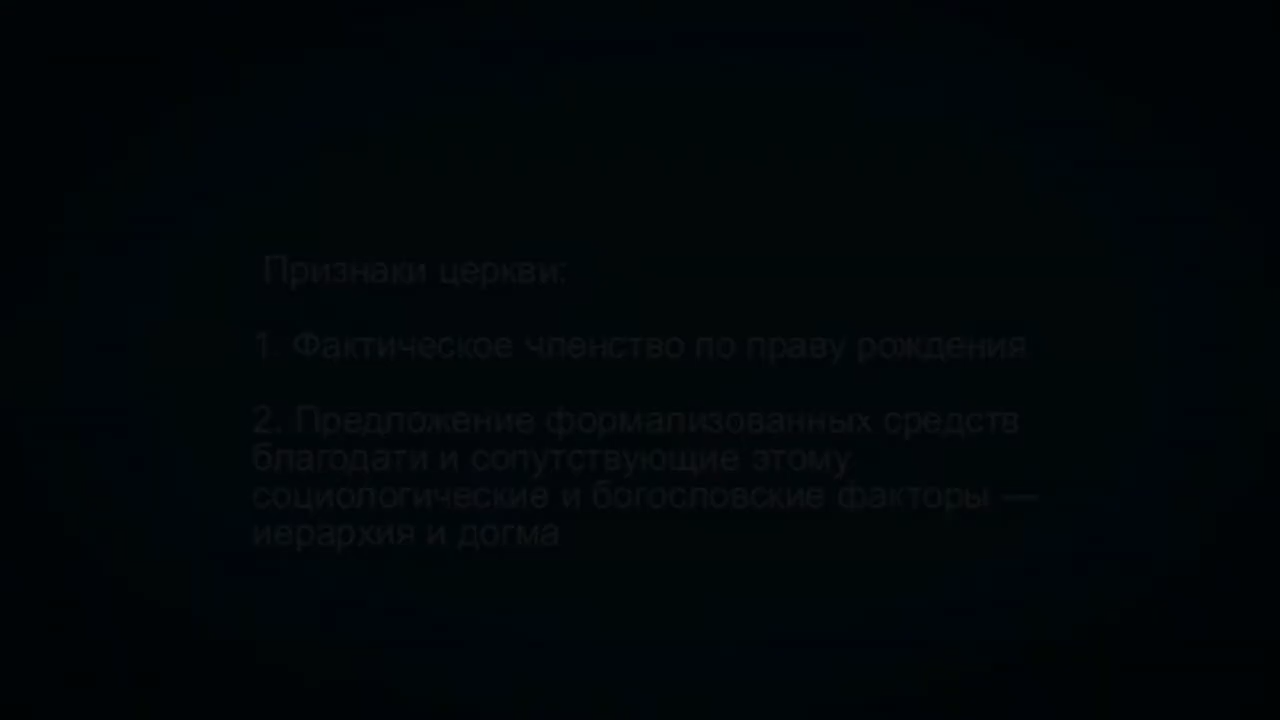 Признаки церкви:
1. Фактическое членство по праву рождения
2. Предложение формализованных средств
благодати и сопутствующие этому
социологические и богословские факторы —
иерархия и догма